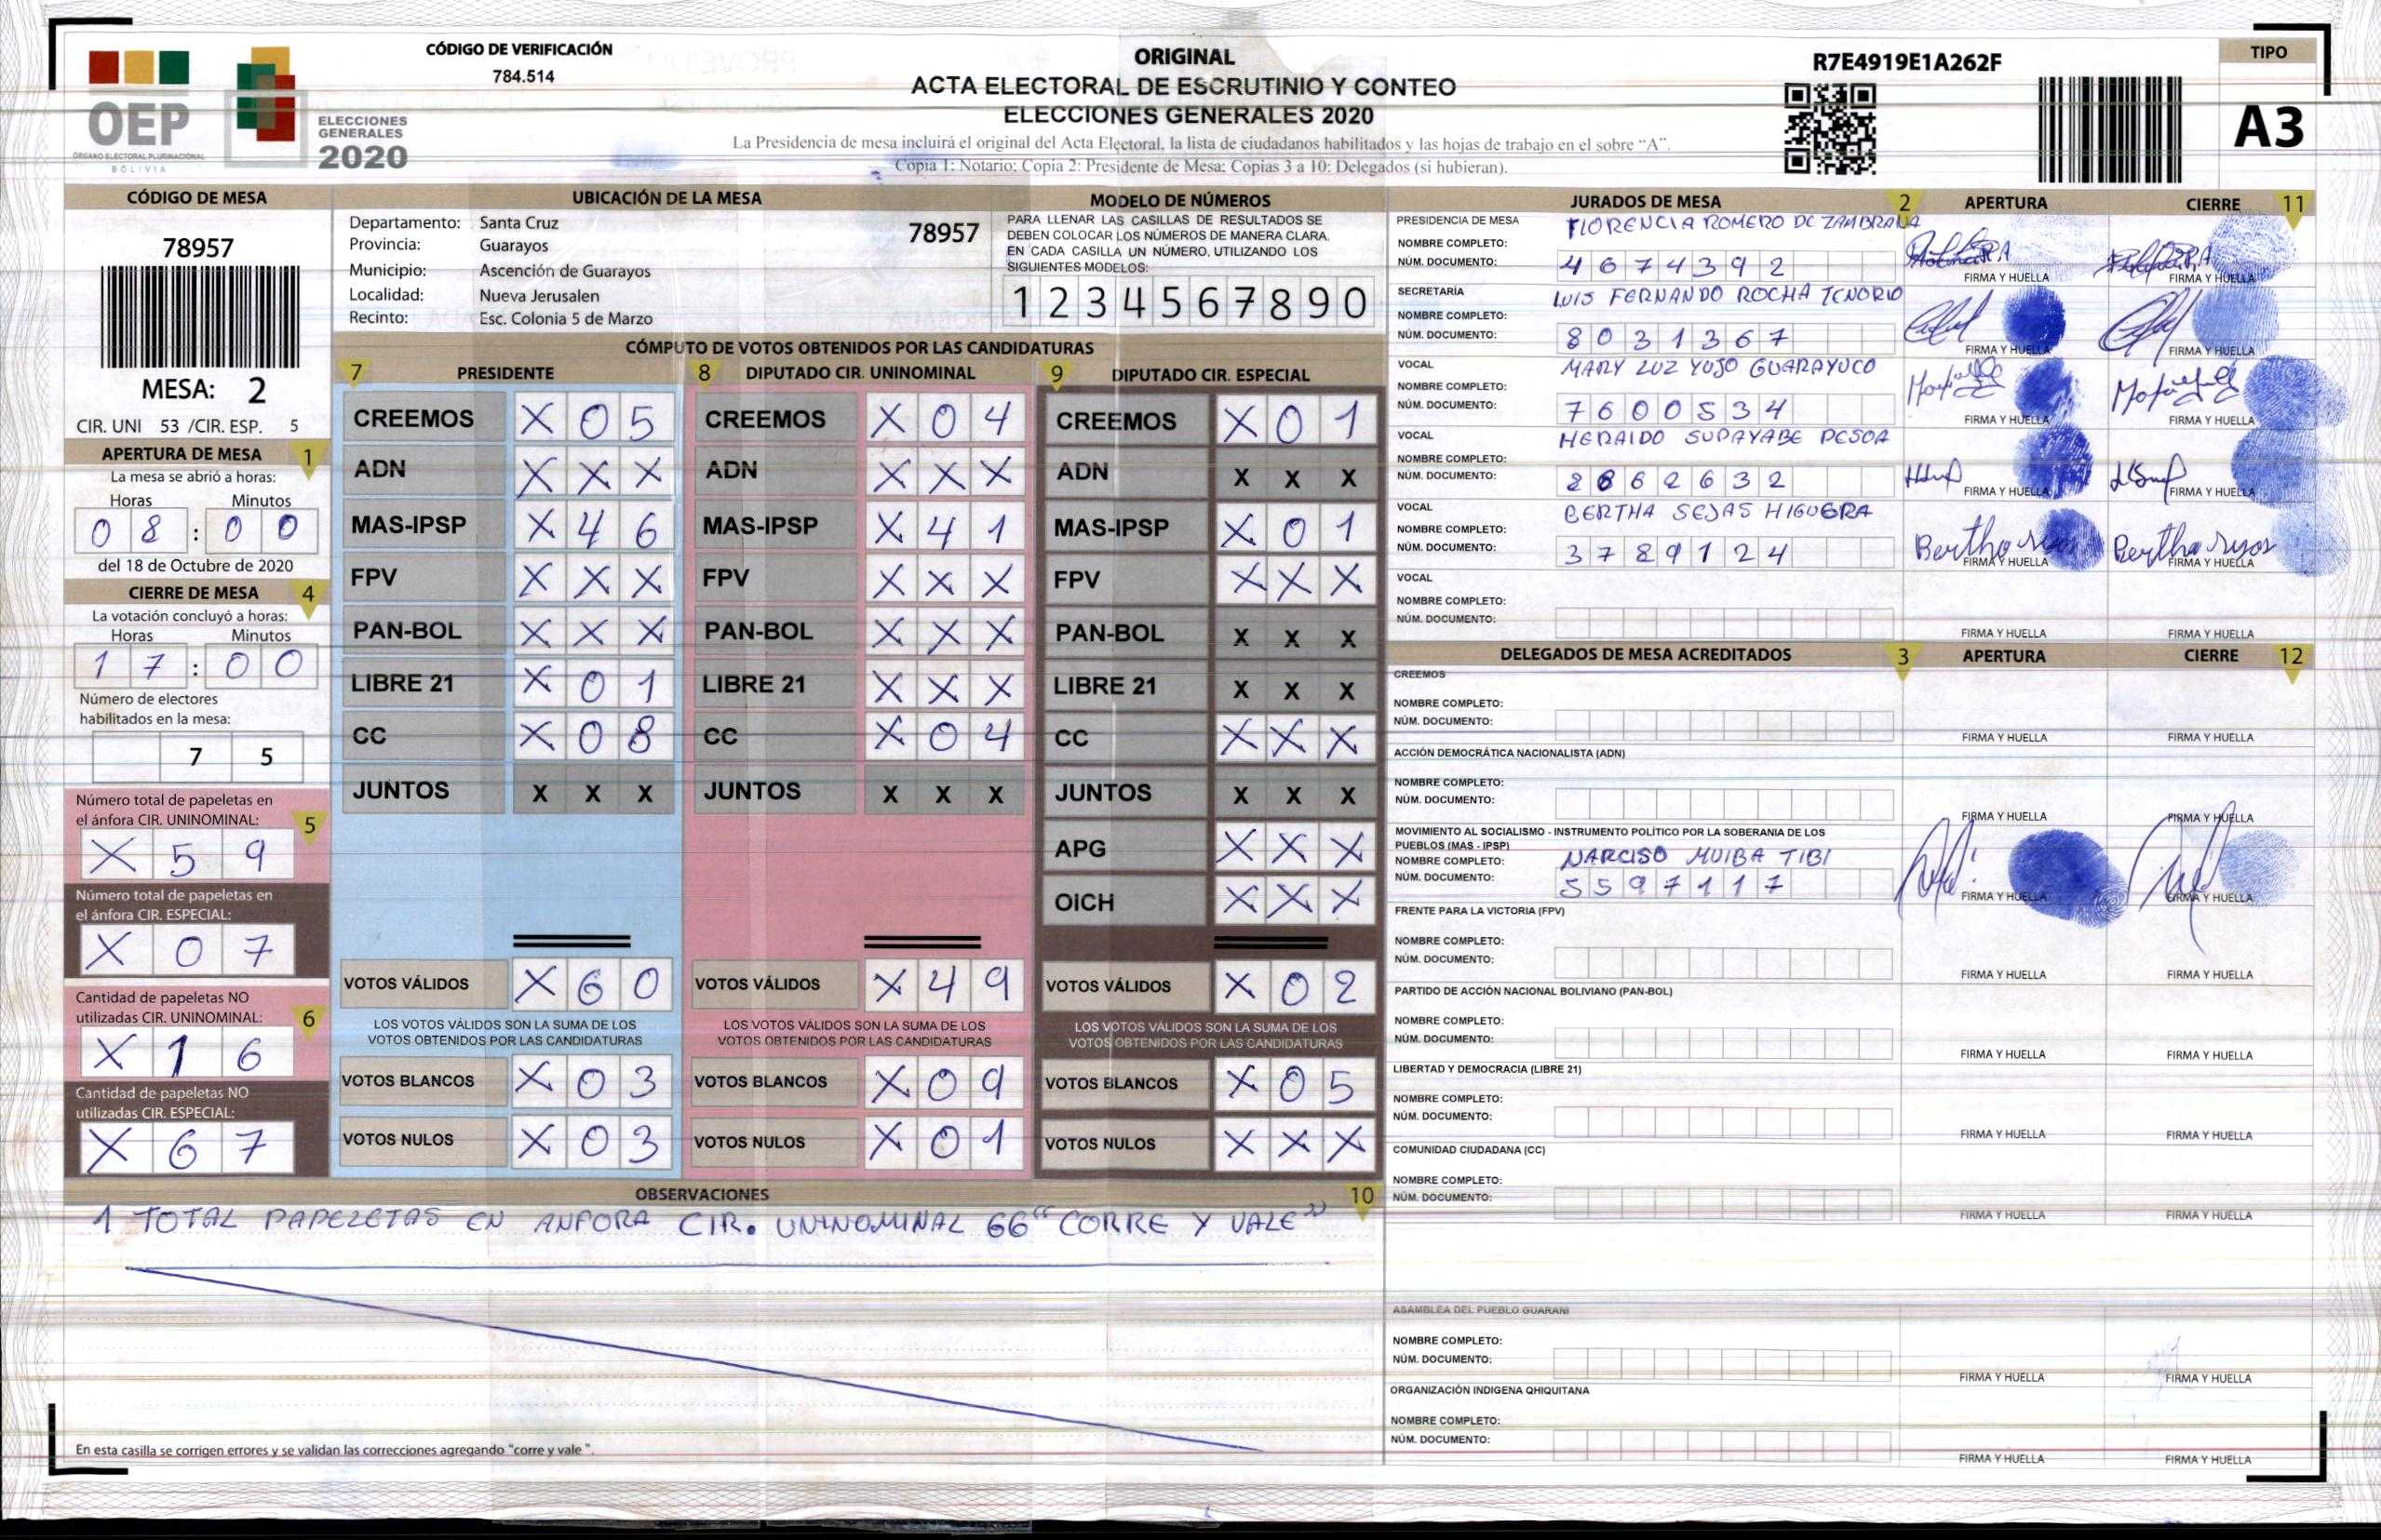 CÓDIGO DE VERIFICACIÓN
784.514
OEP
ÓRGANO ELECTORAL PLURINACIONAL
BOLIVIA
ELECCIONES
GENERALES
2020
ORIGINAL
ACTA ELECTORAL DE ESCRUTINIO Y CONTEO
ELECCIONES GENERALES 2020
La Presidencia de mesa incluirá el original del Acta Electoral, la lista de ciudadanos habilitados y las hojas de trabajo en el sobre “A”.
Copia 1: Notario; Copia 2: Presidente de Mesa; Copias 3 a 10: Delegados (si hubieran).
R7E4919E1A262F
TIPO
A3
CÓDIGO DE MESA
78957
MESA: 2
CIR. UNI 53 /CIR. ESP. 5
APERTURA DE MESA 1
La mesa se abrió a horas:
Horas Minutos
0 8 : 0 0
del 18 de Octubre de 2020
CIERRE DE MESA 4
La votación concluyó a horas:
Horas Minutos
1 7 : 0 0
Número de electores
habilitados en la mesa:
7 5
Número total de papeletas en
el ánfora CIR. UNINOMINAL: 5
X 5 9
Número total de papeletas en
el ánfora CIR. ESPECIAL:
X 0 7
Cantidad de papeletas NO
utilizadas CIR. UNINOMINAL: 6
X 1 6
Cantidad de papeletas NO
utilizadas CIR. ESPECIAL:
X 6 7
UBICACIÓN DE LA MESA
Departamento: Santa Cruz
Provincia: Guarayos
Municipio: Ascención de Guarayos
Localidad: Nueva Jerusalen
Recinto: Esc. Colonia 5 de Marzo
78957
MODELO DE NÚMEROS
PARA LLENAR LAS CASILLAS DE RESULTADOS SE
DEBEN COLOCAR LOS NÚMEROS DE MANERA CLARA.
EN CADA CASILLA UN NÚMERO, UTILIZANDO LOS
SIGUIENTES MODELOS:
1 2 3 4 5 6 7 8 9 0
CÓMPUTO DE VOTOS OBTENIDOS POR LAS CANDIDATURAS
7 PRESIDENTE
CREEMOS X 0 5
ADN X X X
MAS-IPSP X 4 6
FPV X X X
PAN-BOL X X X
LIBRE 21 X 0 1
CC X 0 8
JUNTOS X X X
VOTOS VÁLIDOS X 6 0
LOS VOTOS VÁLIDOS SON LA SUMA DE LOS
VOTOS OBTENIDOS POR LAS CANDIDATURAS
VOTOS BLANCOS X 0 3
VOTOS NULOS X 0 3
8 DIPUTADO CIR. UNINOMINAL
CREEMOS X 0 4
ADN X X X
MAS-IPSP X 4 1
FPV X X X
PAN-BOL X X X
LIBRE 21 X X X
CC X 0 4
JUNTOS X X X
VOTOS VÁLIDOS X 4 9
LOS VOTOS VÁLIDOS SON LA SUMA DE LOS
VOTOS OBTENIDOS POR LAS CANDIDATURAS
VOTOS BLANCOS X 0 9
VOTOS NULOS X 0 1
9 DIPUTADO CIR. ESPECIAL
CREEMOS X 0 1
ADN X X X
MAS-IPSP X 0 1
FPV X X X
PAN-BOL X X X
LIBRE 21 X X X
CC X X X
JUNTOS X X X
APG X X X
OICH X X X
VOTOS VÁLIDOS X 0 2
LOS VOTOS VÁLIDOS SON LA SUMA DE LOS
VOTOS OBTENIDOS POR LAS CANDIDATURAS
VOTOS BLANCOS X 0 5
VOTOS NULOS X X X
OBSERVACIONES 10
1 TOTAL PAPELETAS EN ANFORA CIR. UNINOMINAL 66 “CORRE Y VALE”
En esta casilla se corrigen errores y se validan las correcciones agregando "corre y vale ".
JURADOS DE MESA 2 APERTURA CIERRE 11
PRESIDENCIA DE MESA
NOMBRE COMPLETO: FLORENCIA ROMERO DE ZAMBRANA
NÚM. DOCUMENTO: 4 6 7 4 3 9 2
FIRMA Y HUELLA FIRMA Y HUELLA
SECRETARÍA
NOMBRE COMPLETO: LUIS FERNANDO ROCHA TENORIO
NÚM. DOCUMENTO: 8 0 3 1 3 6 7
FIRMA Y HUELLA FIRMA Y HUELLA
VOCAL
NOMBRE COMPLETO: MARY LUZ YUJO GUARAYUCO
NÚM. DOCUMENTO: 7 6 0 0 5 3 4
FIRMA Y HUELLA FIRMA Y HUELLA
VOCAL
NOMBRE COMPLETO: HERALDO SUPAYABE PESOA
NÚM. DOCUMENTO: 2 8 6 2 6 3 2
FIRMA Y HUELLA FIRMA Y HUELLA
VOCAL
NOMBRE COMPLETO: BERTHA SEJAS HIGUERA
NÚM. DOCUMENTO: 3 7 8 9 1 2 4
FIRMA Y HUELLA FIRMA Y HUELLA
VOCAL
NOMBRE COMPLETO:
NÚM. DOCUMENTO:
FIRMA Y HUELLA FIRMA Y HUELLA
DELEGADOS DE MESA ACREDITADOS 3 APERTURA CIERRE 12
CREEMOS
NOMBRE COMPLETO:
NÚM. DOCUMENTO:
FIRMA Y HUELLA FIRMA Y HUELLA
ACCIÓN DEMOCRÁTICA NACIONALISTA (ADN)
NOMBRE COMPLETO:
NÚM. DOCUMENTO:
FIRMA Y HUELLA FIRMA Y HUELLA
MOVIMIENTO AL SOCIALISMO - INSTRUMENTO POLÍTICO POR LA SOBERANIA DE LOS
PUEBLOS (MAS - IPSP)
NOMBRE COMPLETO: NARCISO MUIBA TIBI
NÚM. DOCUMENTO: 5 5 9 7 1 1 7
FIRMA Y HUELLA FIRMA Y HUELLA
FRENTE PARA LA VICTORIA (FPV)
NOMBRE COMPLETO:
NÚM. DOCUMENTO:
FIRMA Y HUELLA FIRMA Y HUELLA
PARTIDO DE ACCIÓN NACIONAL BOLIVIANO (PAN-BOL)
NOMBRE COMPLETO:
NÚM. DOCUMENTO:
FIRMA Y HUELLA FIRMA Y HUELLA
LIBERTAD Y DEMOCRACIA (LIBRE 21)
NOMBRE COMPLETO:
NÚM. DOCUMENTO:
FIRMA Y HUELLA FIRMA Y HUELLA
COMUNIDAD CIUDADANA (CC)
NOMBRE COMPLETO:
NÚM. DOCUMENTO:
FIRMA Y HUELLA FIRMA Y HUELLA
ASAMBLEA DEL PUEBLO GUARANI
NOMBRE COMPLETO:
NÚM. DOCUMENTO:
FIRMA Y HUELLA FIRMA Y HUELLA
ORGANIZACIÓN INDIGENA QHIQUITANA
NOMBRE COMPLETO:
NÚM. DOCUMENTO:
FIRMA Y HUELLA FIRMA Y HUELLA